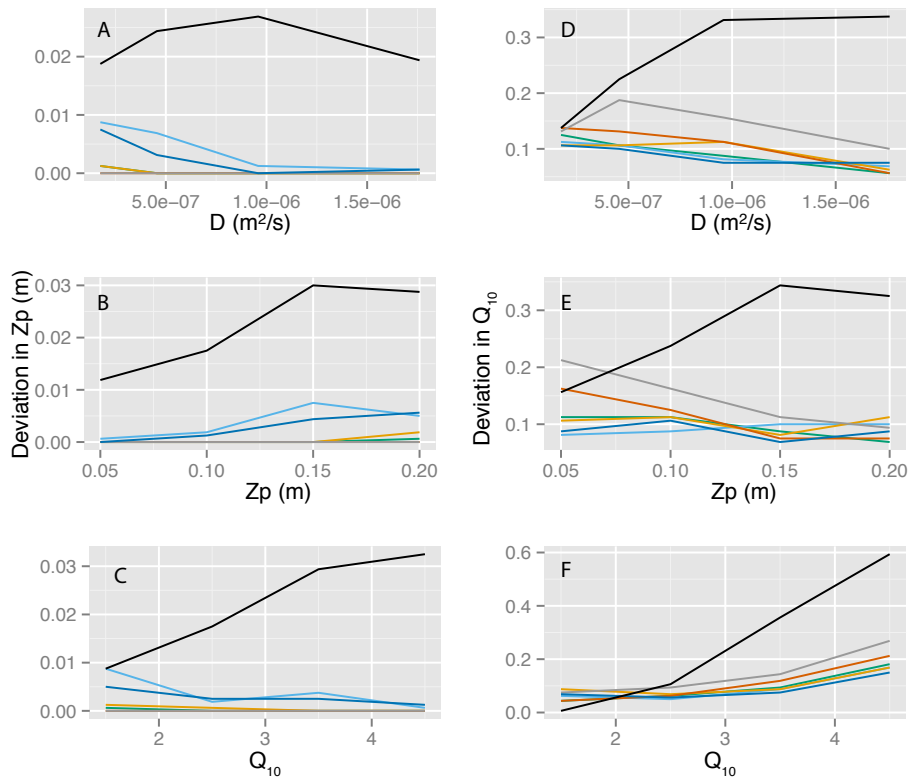 A
0.02
0.01
0.00
5.0e−07
1.0e−06
1.5e−06
D (m²/s)
D
0.3
0.2
0.1
5.0e−07
1.0e−06
1.5e−06
D (m²/s)
Deviation in Zp (m)
B
0.03
0.02
0.01
0.00
0.05
0.10
0.15
0.20
Zp (m)
Deviation in Q₁₀
E
0.3
0.2
0.1
0.05
0.10
0.15
0.20
Zp (m)
C
0.03
0.02
0.01
0.00
2
3
4
Q₁₀
F
0.6
0.4
0.2
0.0
2
3
4
Q₁₀